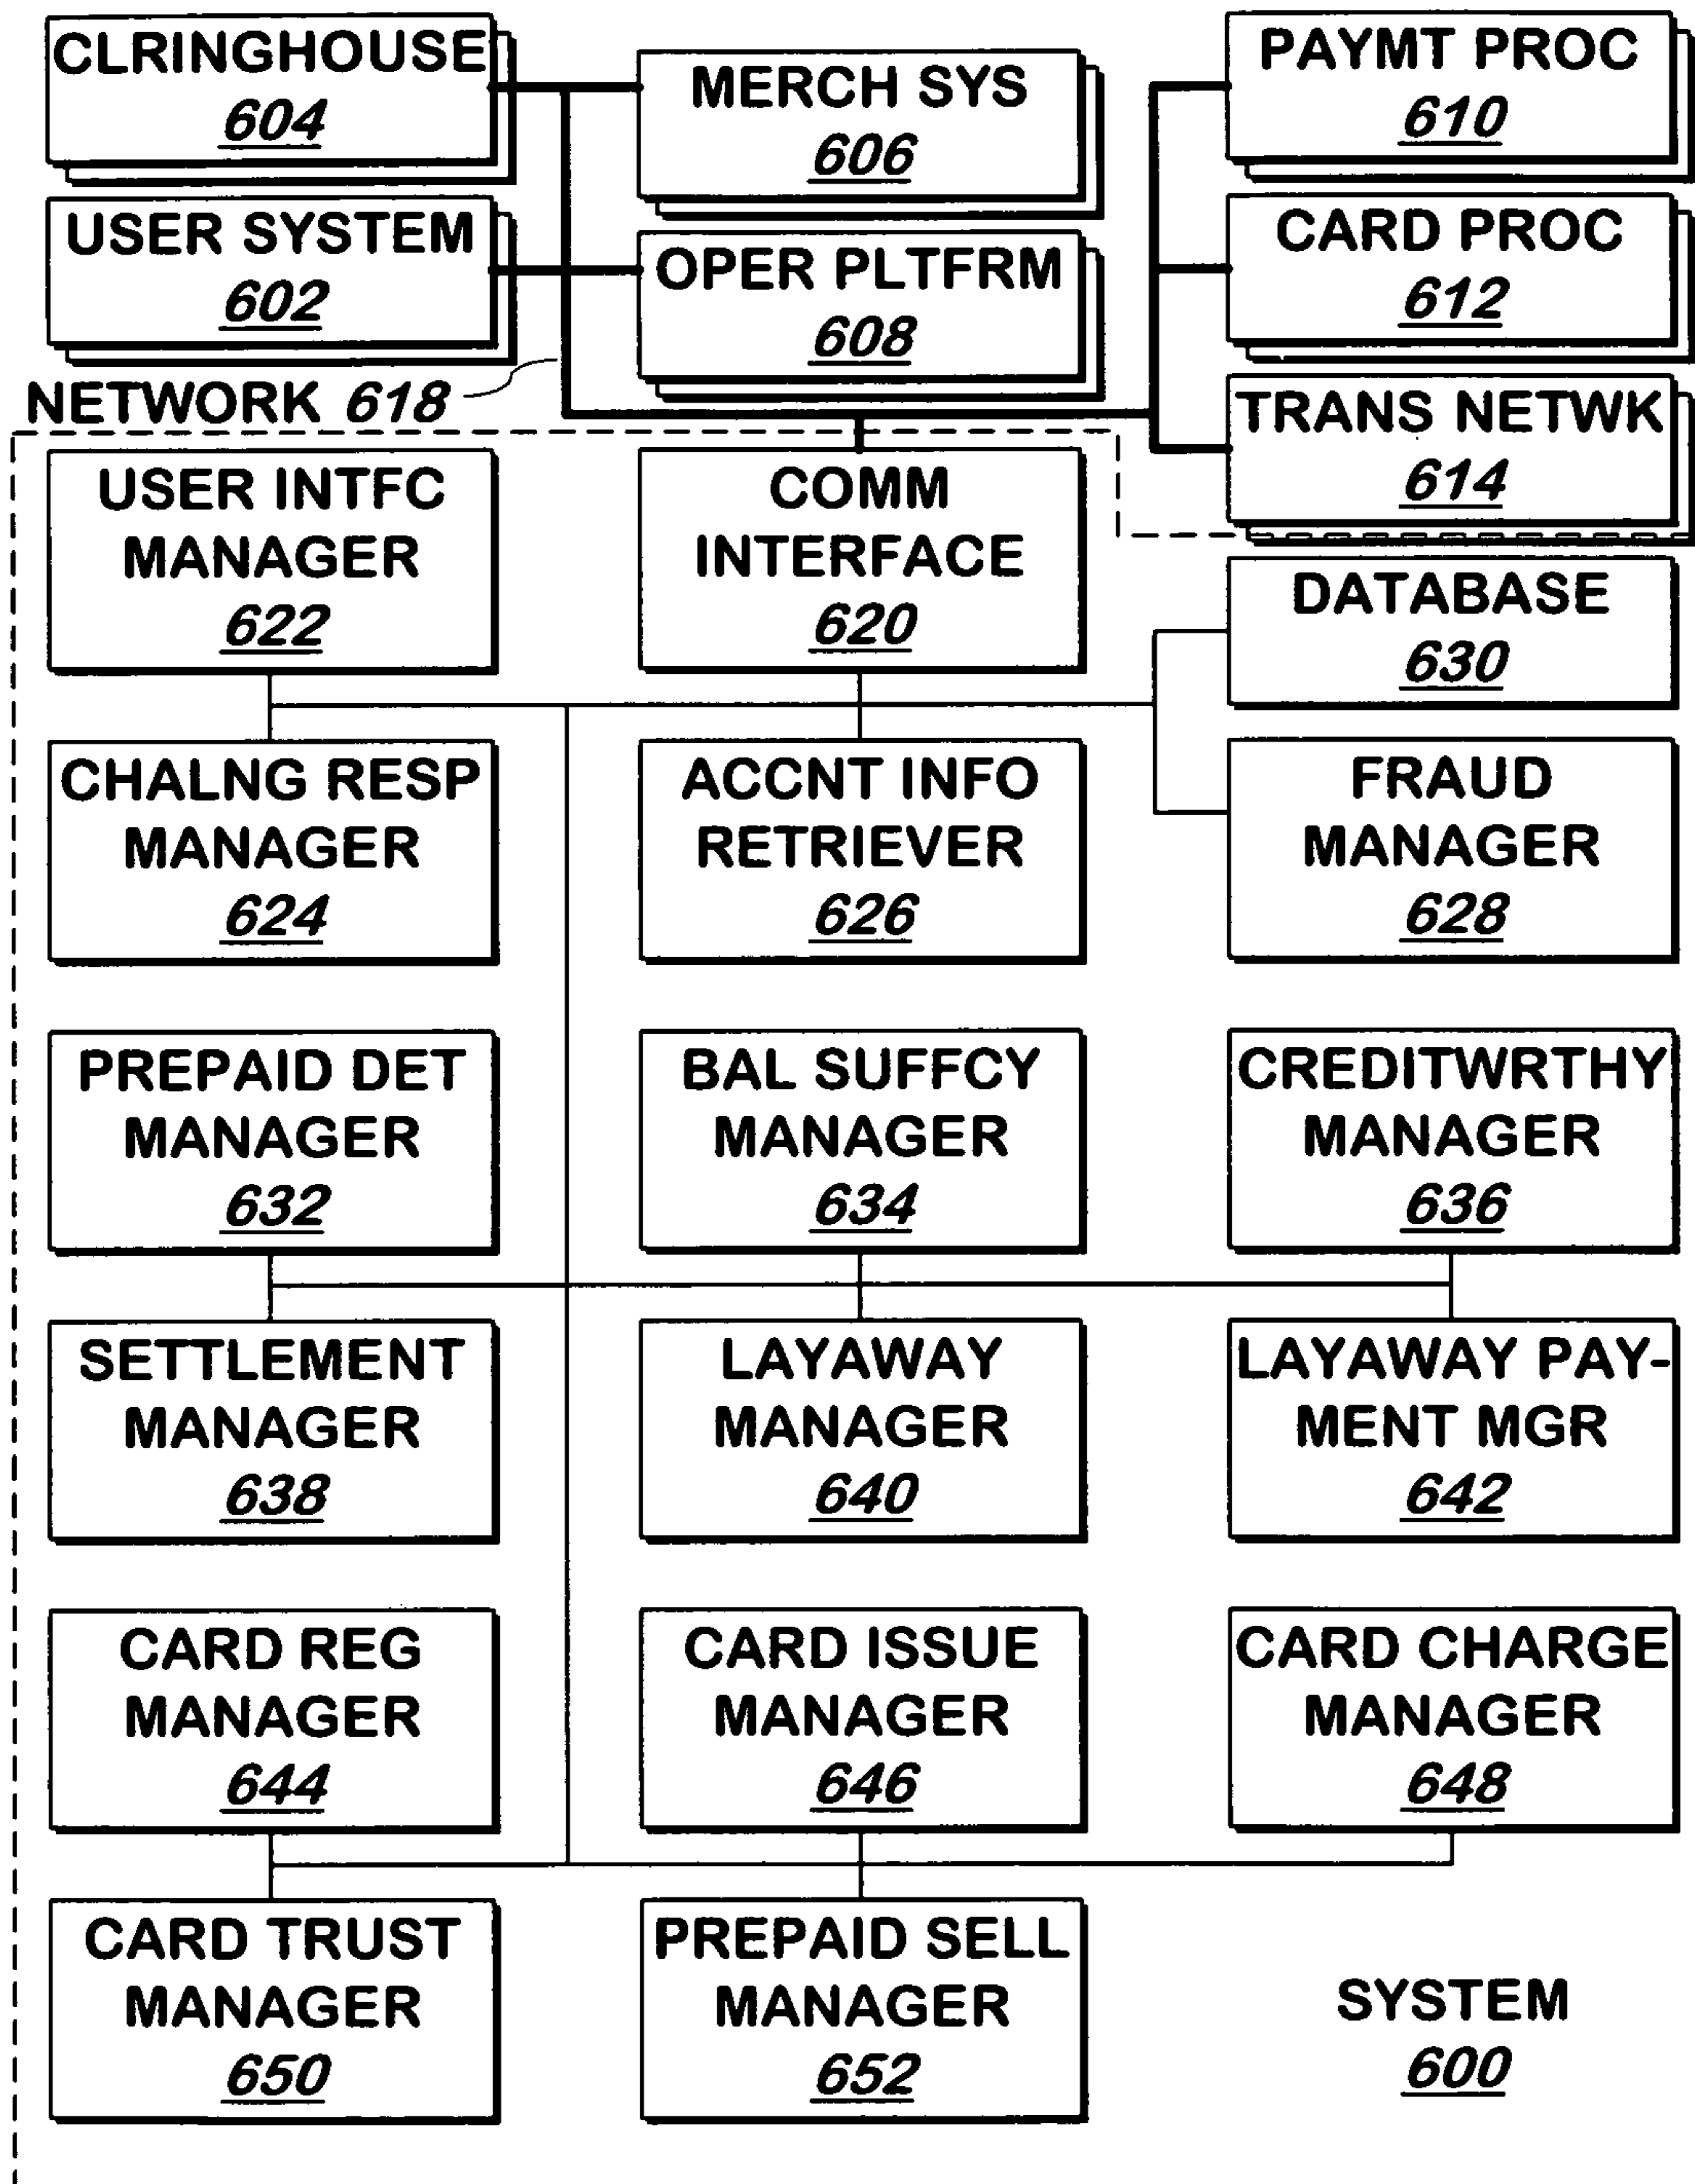 CLRINGHOUSE
604
MERCH SYS
606
PAYMT PROC
610
USER SYSTEM
602
OPER PLTFRM
608
CARD PROC
612
NETWORK 618
TRANS NETWK
614
USER INTFC
MANAGER
622
COMM
INTERFACE
620
DATABASE
630
CHALNG RESP
MANAGER
624
ACCNT INFO
RETRIEVER
626
FRAUD
MANAGER
628
PREPAID DET
MANAGER
632
BAL SUFFCY
MANAGER
634
CREDITWRTHY
MANAGER
636
SETTLEMENT
MANAGER
638
LAYAWAY
MANAGER
640
LAYAWAY PAY-
MENT MGR
642
CARD REG
MANAGER
644
CARD ISSUE
MANAGER
646
CARD CHARGE
MANAGER
648
CARD TRUST
MANAGER
650
PREPAID SELL
MANAGER
652
SYSTEM
600